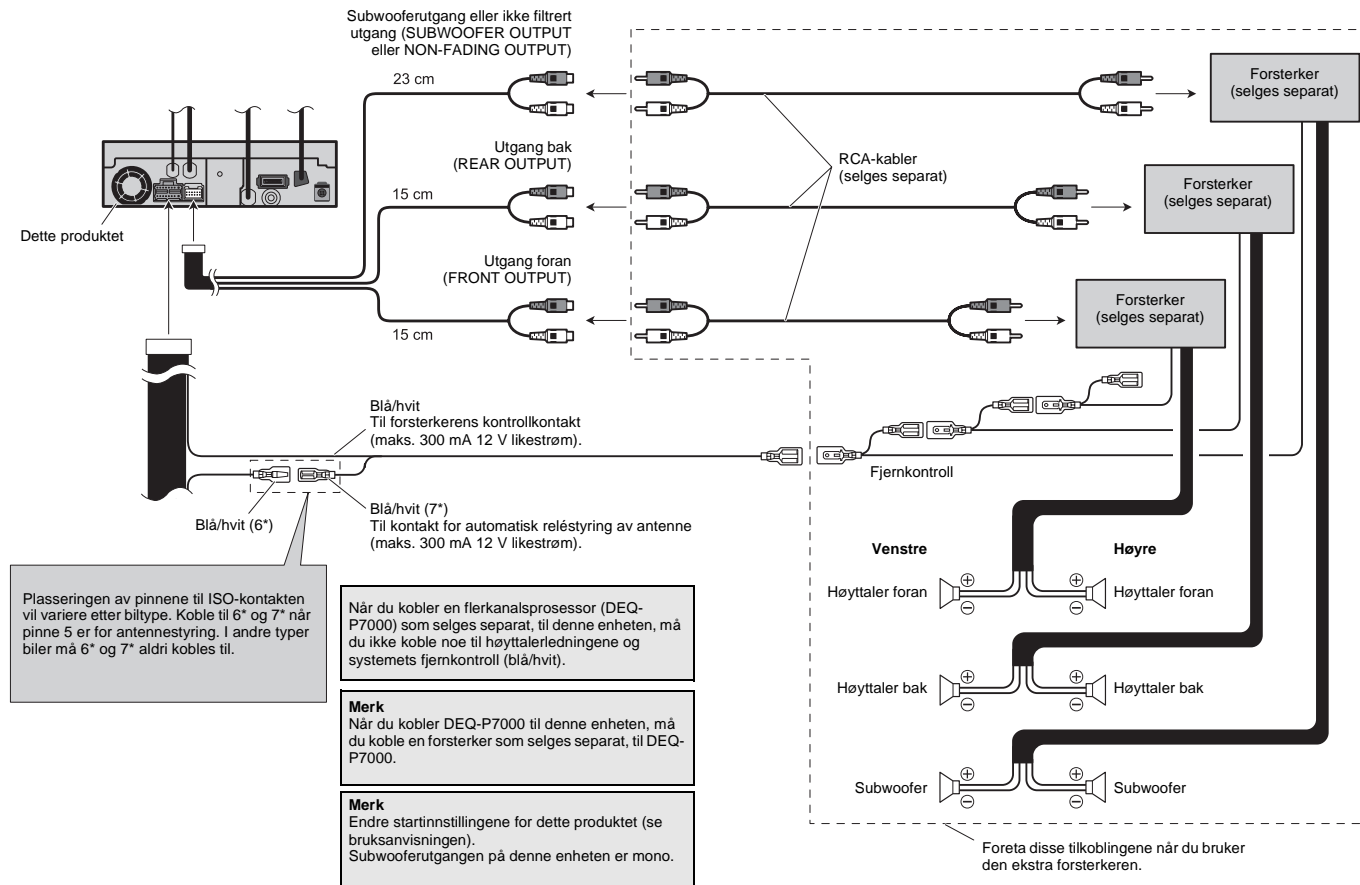 Subwooferutgang eller ikke filtrert
utgang (SUBWOOFER OUTPUT
eller NON-FADING OUTPUT)
23 cm
Forsterker
(selges separat)
Utgang bak
(REAR OUTPUT)
15 cm
RCA-kabler
(selges separat)
Forsterker
(selges separat)
Dette produktet
Utgang foran
(FRONT OUTPUT)
15 cm
Forsterker
(selges separat)
Blå/hvit
Til forsterkerens kontrollkontakt
(maks. 300 mA 12 V likestrøm).
Fjernkontroll
Blå/hvit (6*)
Blå/hvit (7*)
Til kontakt for automatisk reléstyring av antenne
(maks. 300 mA 12 V likestrøm).
Plasseringen av pinnene til ISO-kontakten
vil variere etter biltype. Koble til 6* og 7* når
pinne 5 er for antennestyring. I andre typer
biler må 6* og 7* aldri kobles til.
Når du kobler en flerkanalsprosessor (DEQ-
P7000) som selges separat, til denne enheten, må
du ikke koble noe til høyttalerledningene og
systemets fjernkontroll (blå/hvit).
Merk
Når du kobler DEQ-P7000 til denne enheten, må
du koble en forsterker som selges separat, til DEQ-
P7000.
Merk
Endre startinnstillingene for dette produktet (se
bruksanvisningen).
Subwooferutgangen på denne enheten er mono.
Venstre
Høyre
Høyttaler foran
+
−
+
−
Høyttaler foran
Høyttaler bak
+
−
+
−
Høyttaler bak
Subwoofer
+
−
+
−
Subwoofer
Foreta disse tilkoblingene når du bruker
den ekstra forsterkeren.